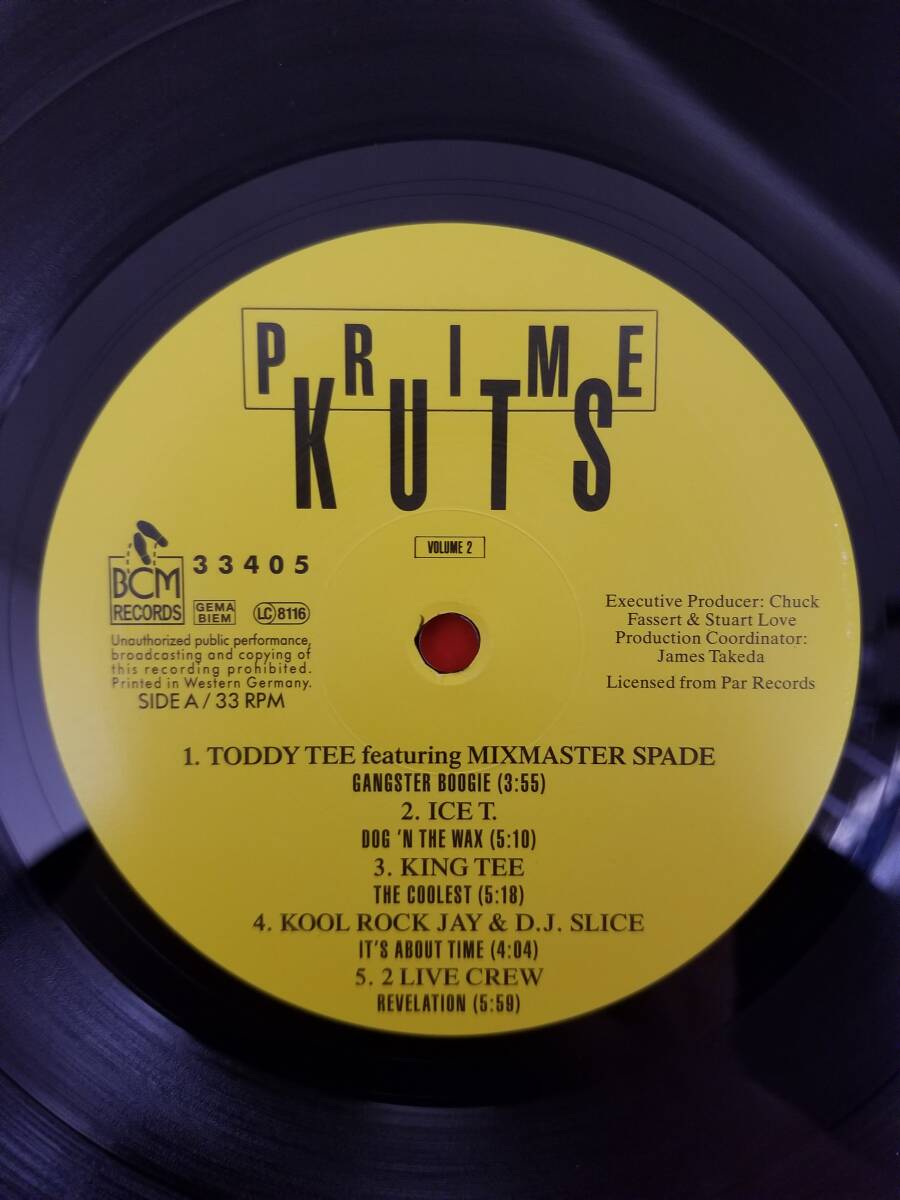 PRIME
KUTS
VOLUME 2
BCM
RECORDS
33405
GEMA
BIEM
LC 8116
Unauthorized public performance,
broadcasting and copying of
this recording prohibited.
Printed in Western Germany.
SIDE A / 33 RPM
Executive Producer: Chuck
Fassert & Stuart Love
Production Coordinator:
James Takeda
Licensed from Par Records
1. TODDY TEE featuring MIXMASTER SPADE
GANGSTER BOOGIE (3:55)
2. ICE T.
DOG 'N THE WAX (5:10)
3. KING TEE
THE COOLEST (5:18)
4. KOOL ROCK JAY & D.J. SLICE
IT'S ABOUT TIME (4:04)
5. 2 LIVE CREW
REVELATION (5:59)